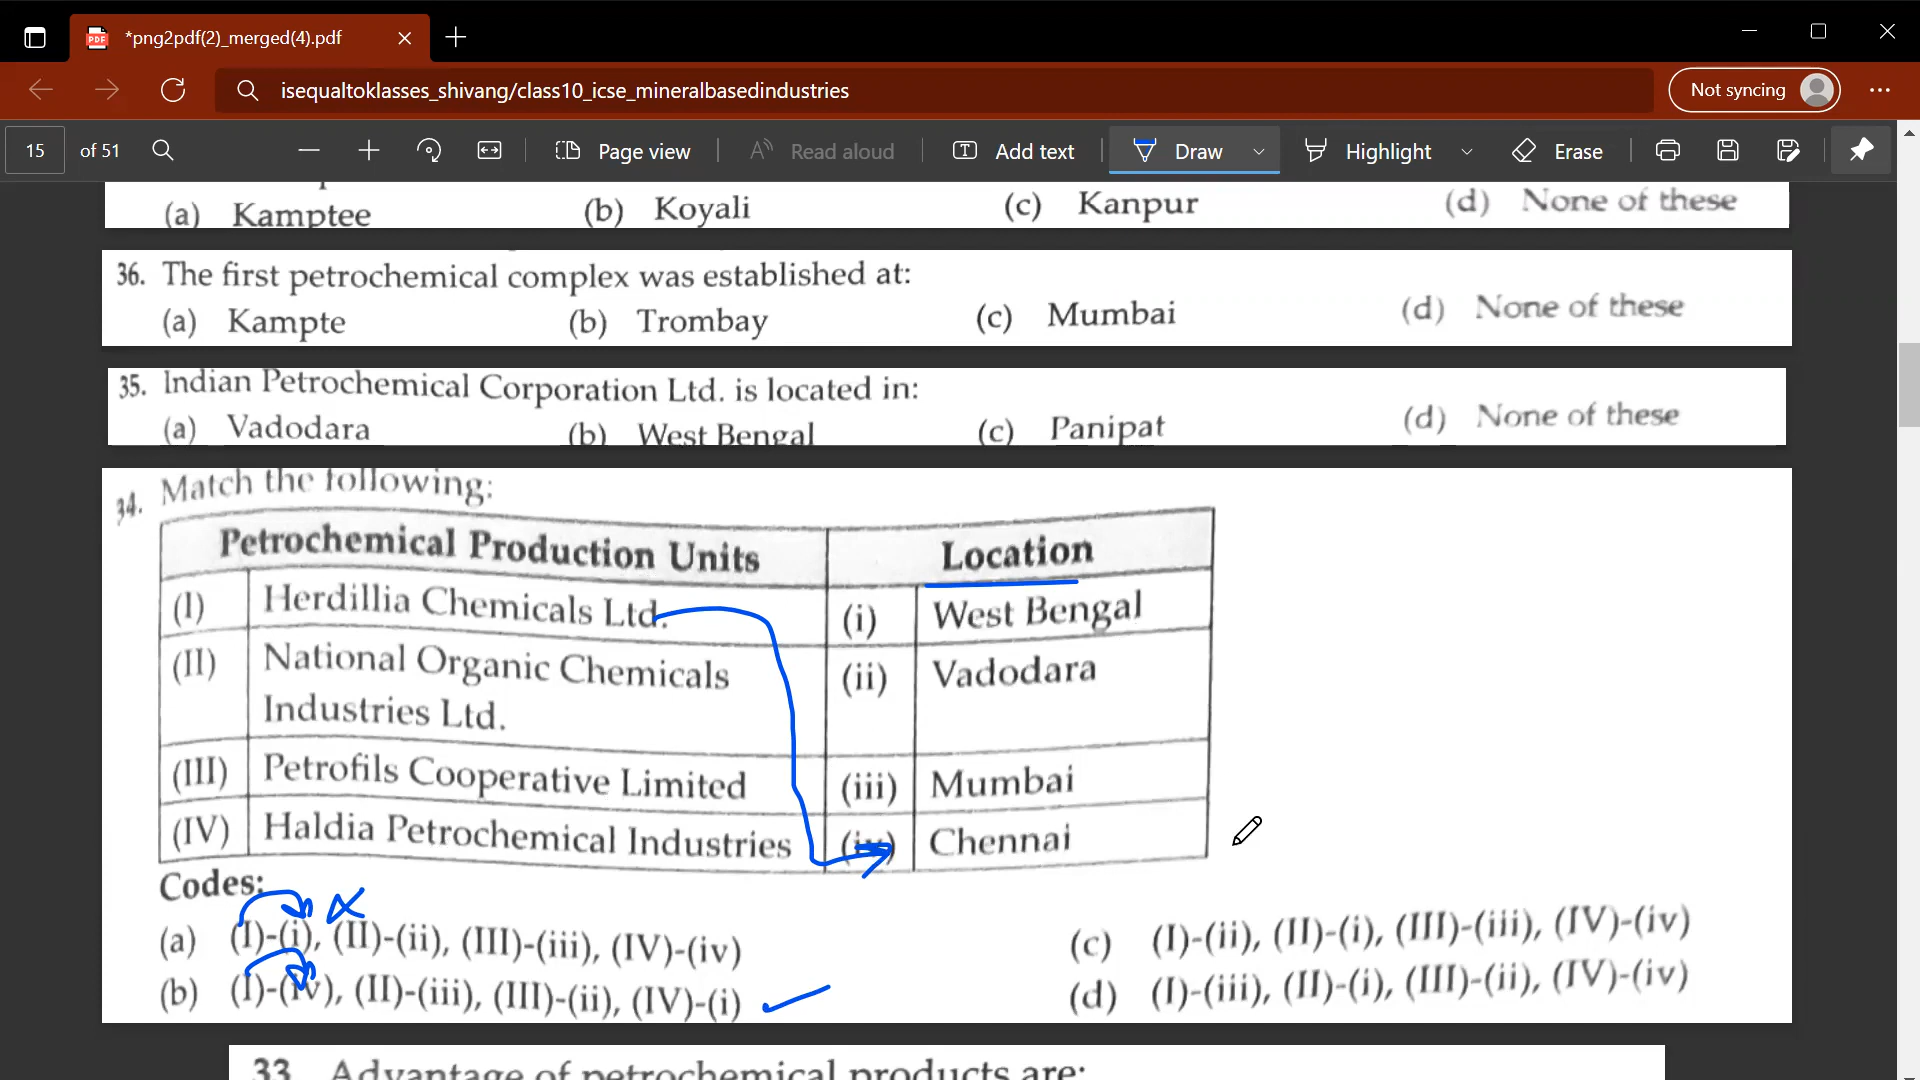 *png2pdf(2)_merged(4).pdf
isequaltoklasses_shivang/class10_icse_mineralbasedindustries
Not syncing
15 of 51
Page view
Read aloud
Add text
Draw
Highlight
Erase
(a) Kamptee (b) Koyali (c) Kanpur (d) None of these
36. The first petrochemical complex was established at:
(a) Kampte (b) Trombay (c) Mumbai (d) None of these
35. Indian Petrochemical Corporation Ltd. is located in:
(a) Vadodara (b) West Bengal (c) Panipat (d) None of these
34. Match the following:
Petrochemical Production Units Location
(I) Herdillia Chemicals Ltd. (i) West Bengal
(II) National Organic Chemicals (ii) Vadodara
Industries Ltd.
(III) Petrofils Cooperative Limited (iii) Mumbai
(IV) Haldia Petrochemical Industries (iv) Chennai
Codes:
(a) (I)-(i), (II)-(ii), (III)-(iii), (IV)-(iv) (c) (I)-(ii), (II)-(i), (III)-(iii), (IV)-(iv)
(b) (I)-(iv), (II)-(iii), (III)-(ii), (IV)-(i) (d) (I)-(iii), (II)-(i), (III)-(ii), (IV)-(iv)
33. Advantage of petrochemical products are: